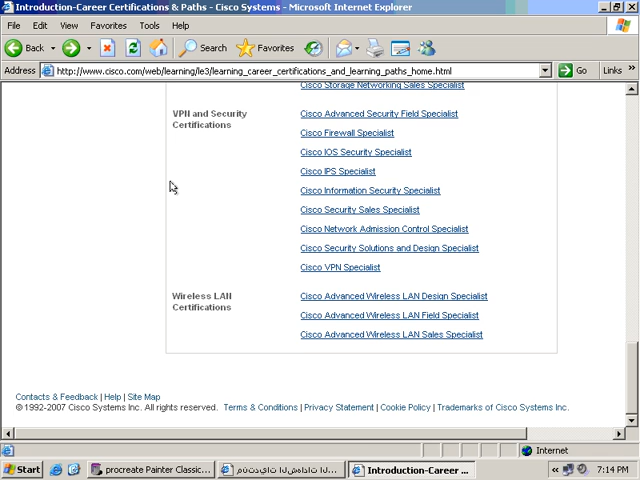 Introduction-Career Certifications & Paths - Cisco Systems - Microsoft Internet Explorer
File Edit View Favorites Tools Help
Back Search Favorites
Address http://www.cisco.com/web/learning/le3/learning_career_certifications_and_learning_paths_home.html Go Links »
Cisco Storage Networking Sales Specialist
VPN and Security
Certifications
Cisco Advanced Security Field Specialist
Cisco Firewall Specialist
Cisco IOS Security Specialist
Cisco IPS Specialist
Cisco Information Security Specialist
Cisco Security Sales Specialist
Cisco Network Admission Control Specialist
Cisco Security Solutions and Design Specialist
Cisco VPN Specialist
Wireless LAN
Certifications
Cisco Advanced Wireless LAN Design Specialist
Cisco Advanced Wireless LAN Field Specialist
Cisco Advanced Wireless LAN Sales Specialist
Contacts & Feedback | Help | Site Map
© 1992-2007 Cisco Systems Inc. All rights reserved. Terms & Conditions | Privacy Statement | Cookie Policy | Trademarks of Cisco Systems Inc.
Internet
Start procreate Painter Classic... منتديات الشهادات ال... Introduction-Career ... « 7:14 PM